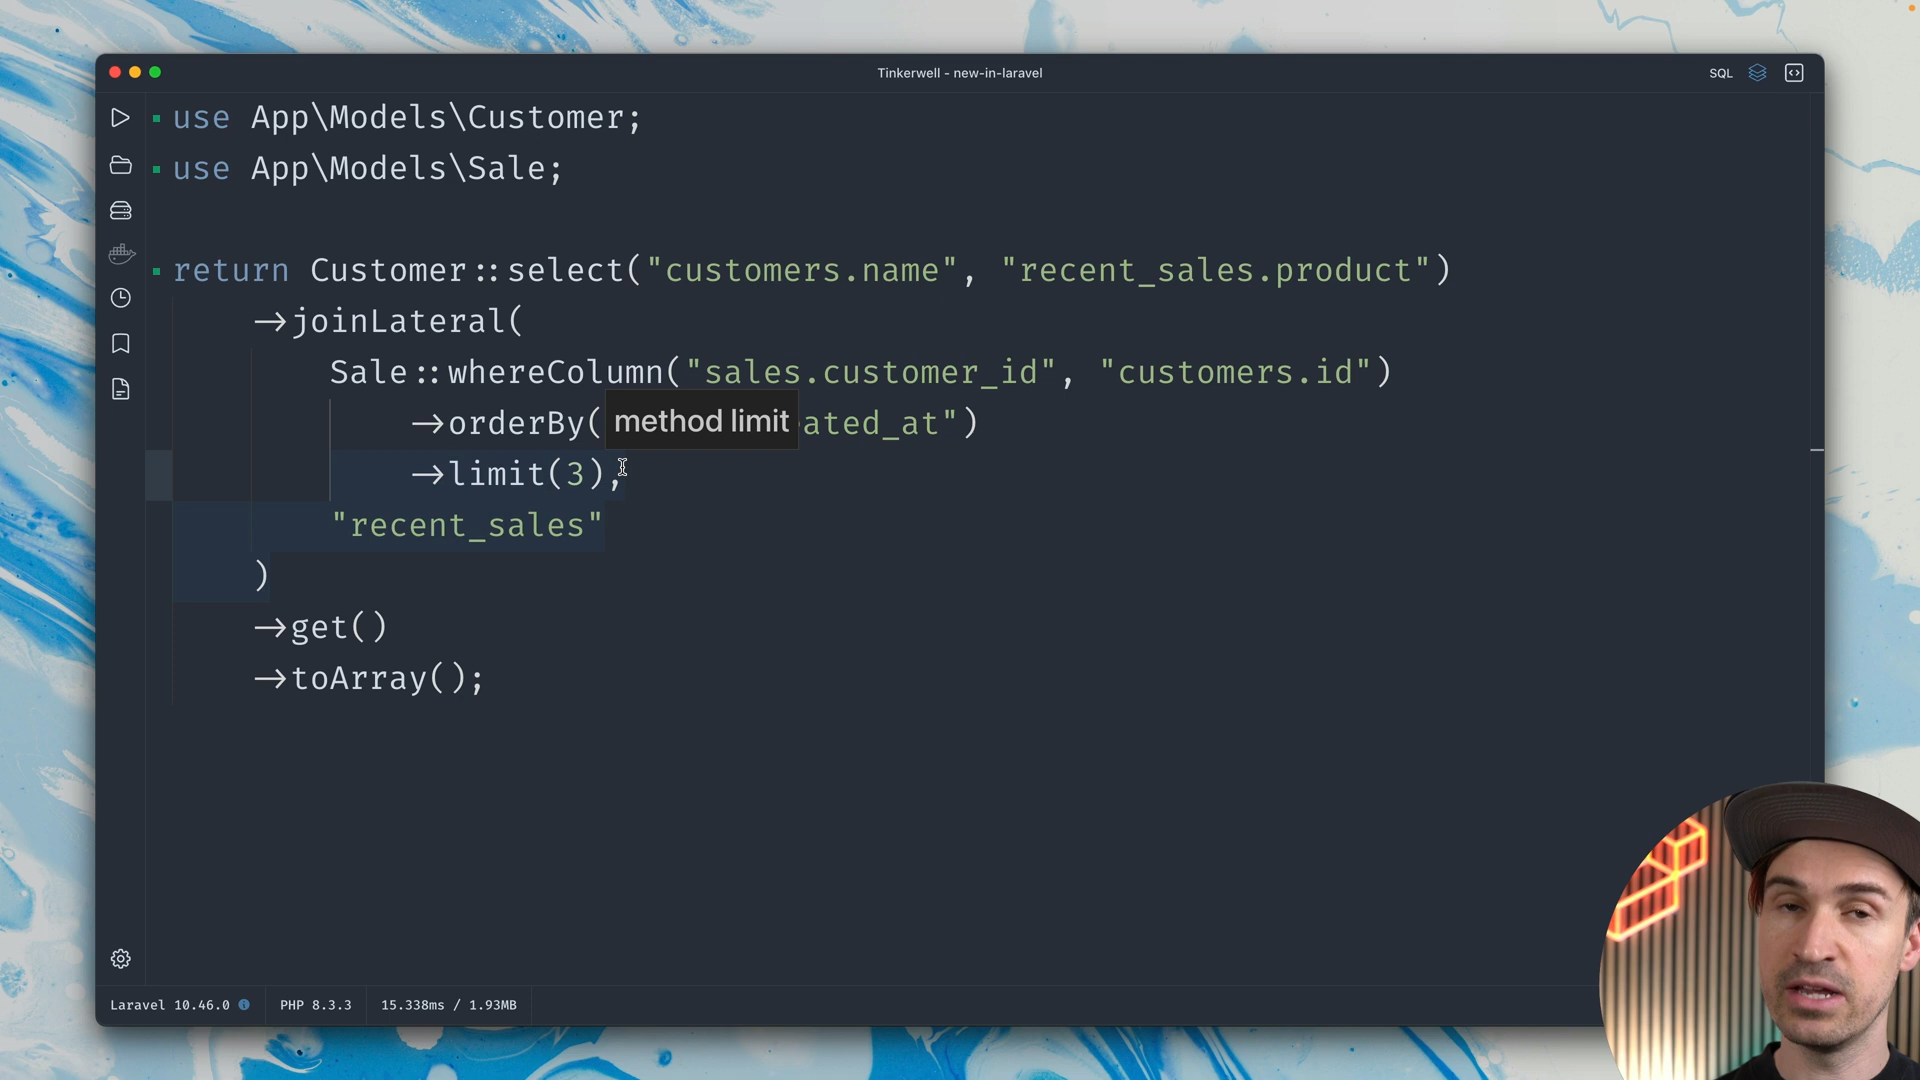 Tinkerwell - new-in-laravel
SQL
use App\Models\Customer;
use App\Models\Sale;
return Customer::select("customers.name", "recent_sales.product")
->joinLateral(
Sale::whereColumn("sales.customer_id", "customers.id")
->orderBy( ated_at")
method limit
->limit(3),
"recent_sales"
)
->get()
->toArray();
Laravel 10.46.0
PHP 8.3.3
15.338ms / 1.93MB